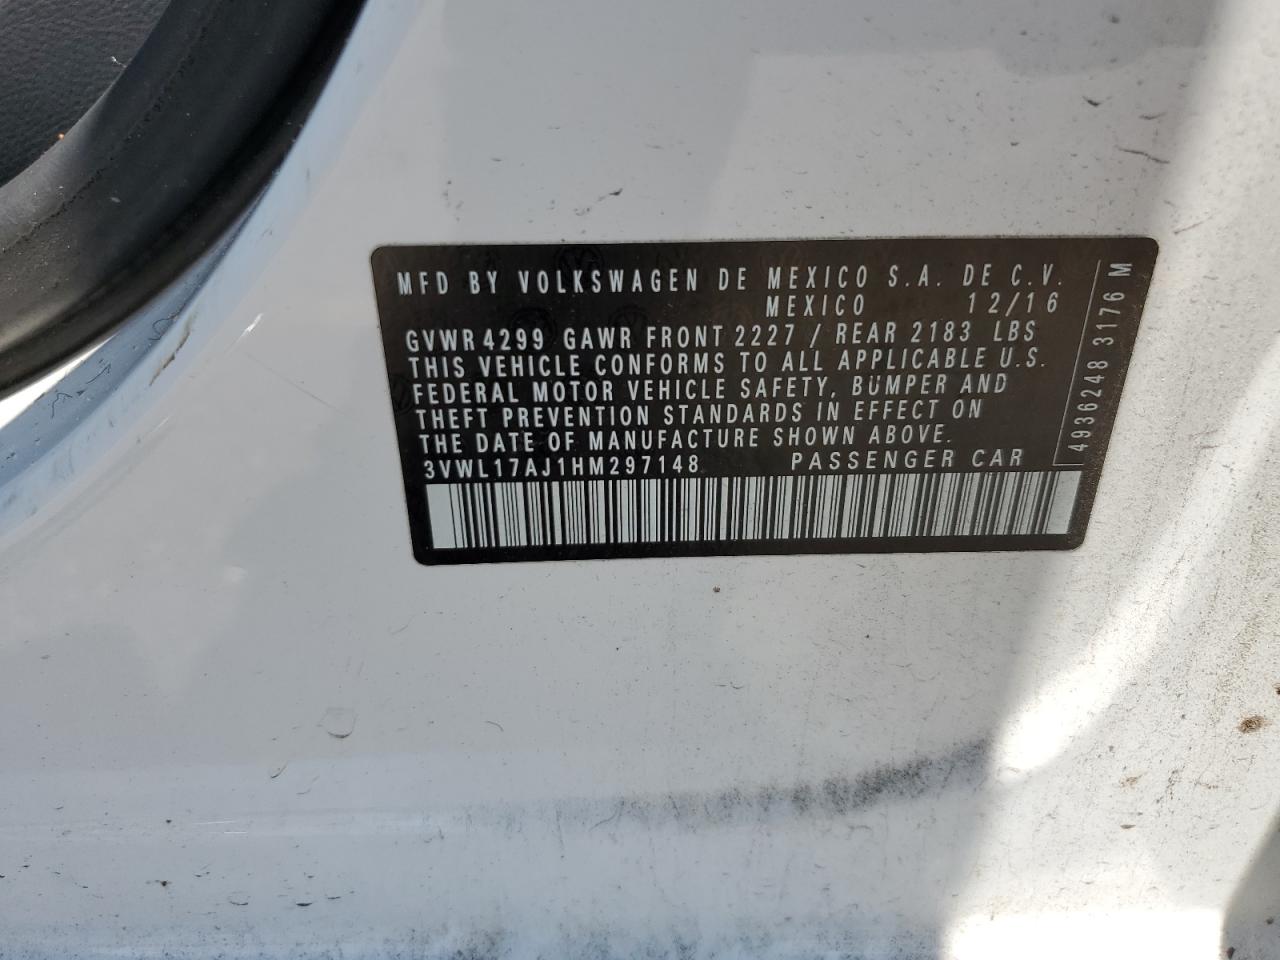 MFD BY VOLKSWAGEN DE MEXICO S.A. DE C.V.
MEXICO 12/16
GVWR 4299 GAWR FRONT 2227 / REAR 2183 LBS
THIS VEHICLE CONFORMS TO ALL APPLICABLE U.S.
FEDERAL MOTOR VEHICLE SAFETY, BUMPER AND
THEFT PREVENTION STANDARDS IN EFFECT ON
THE DATE OF MANUFACTURE SHOWN ABOVE.
3VWL17AJ1HM297148 PASSENGER CAR
4936248 3176 M